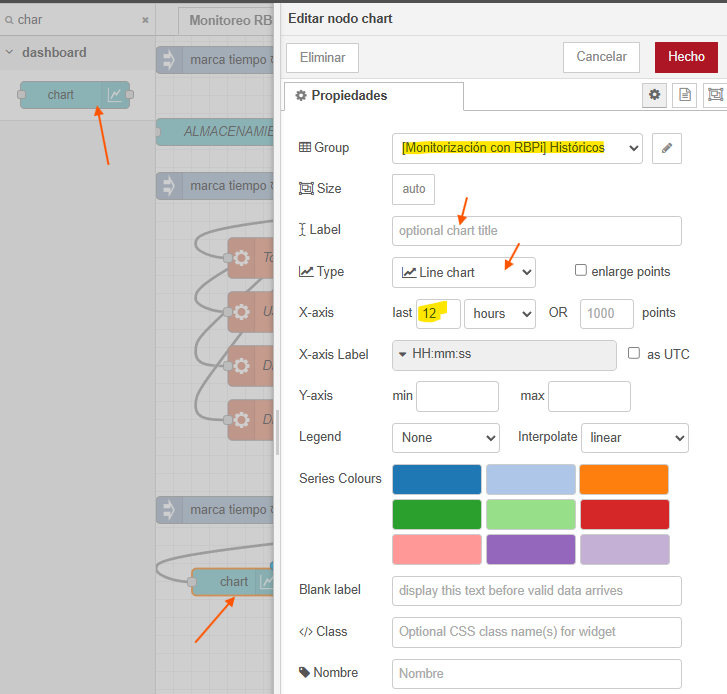 char
×
Monitoreo RB
dashboard
chart
marca tiempo
ALMACENAMIE
marca tiempo
To
Us
Di
Di
marca tiempo
chart
Editar nodo chart
Eliminar
Cancelar
Hecho
Propiedades
Group
[Monitorización con RBPi] Históricos
Size
auto
Label
optional chart title
Type
Line chart
enlarge points
X-axis
last 12 hours OR 1000 points
X-axis Label
HH:mm:ss
as UTC
Y-axis
min
max
Legend
None
Interpolate
linear
Series Colours
Blank label
display this text before valid data arrives
</> Class
Optional CSS class name(s) for widget
Nombre
Nombre